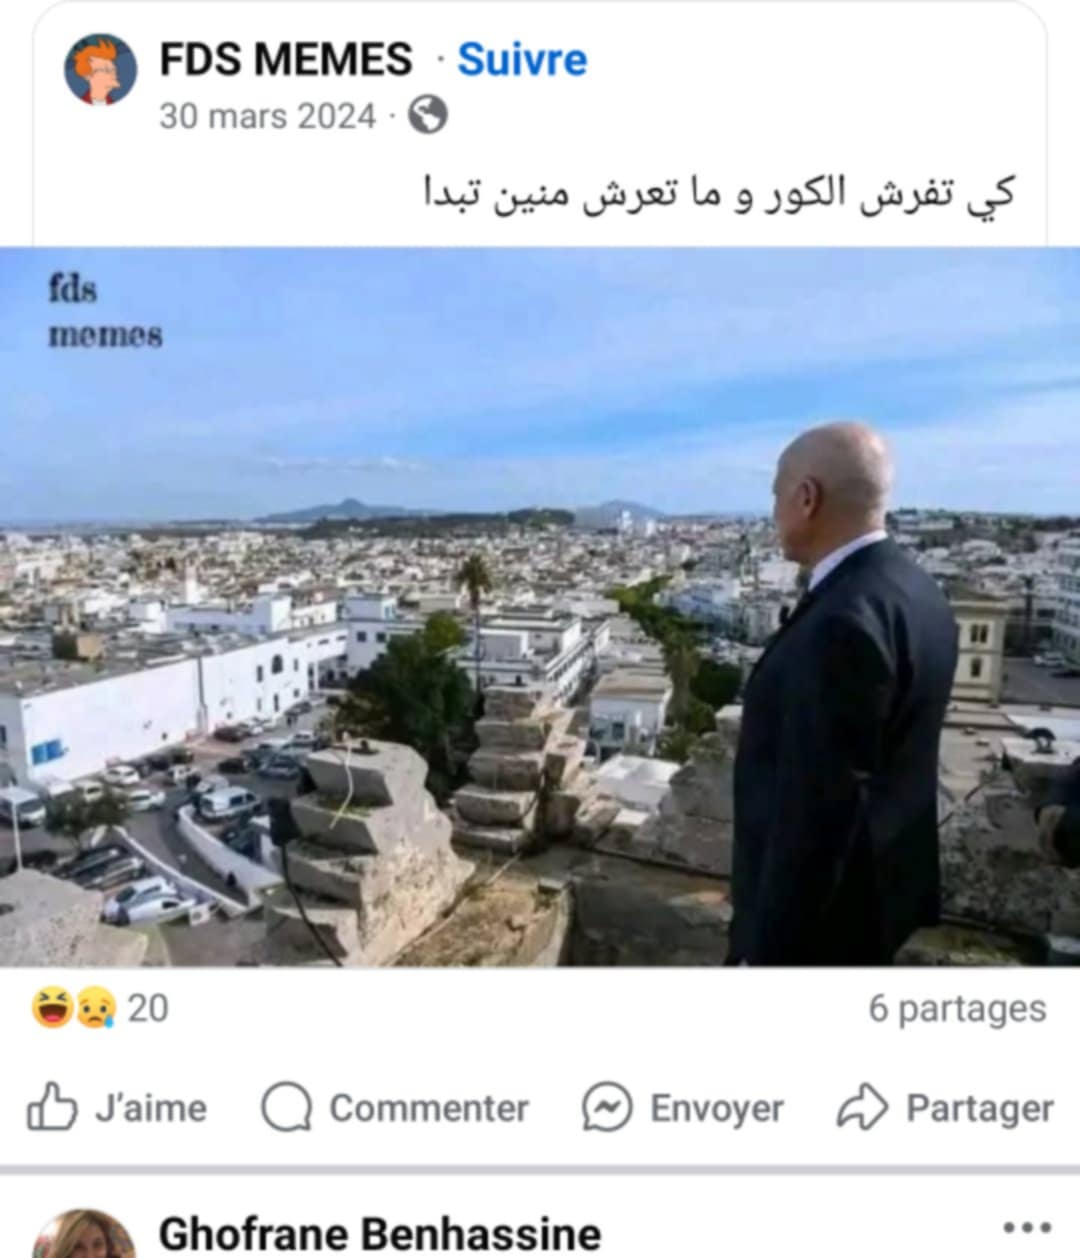 FDS MEMES · Suivre
30 mars 2024 ·
كي تفرش الكور و ما تعرش منين تبدا
fds
memes
20
6 partages
J'aime
Commenter
Envoyer
Partager
Ghofrane Benhassine